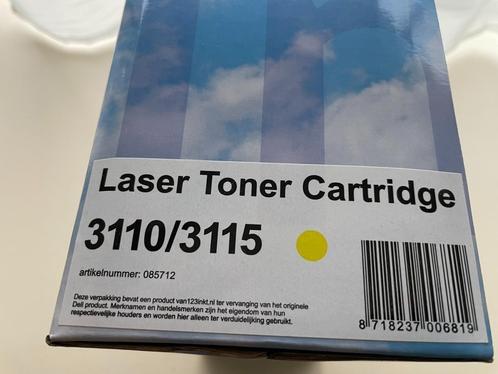 Laser Toner Cartridge
3110/3115
artikelnummer: 085712
Deze verpakking bevat een product van123inkt.nl ter vervanging van het originele
Dell product. Merknamen en handelsmerken zijn het eigendom van hun
respectievelijke houders en worden hier alleen ter verduidelijking gebruikt.
8 718237 006819